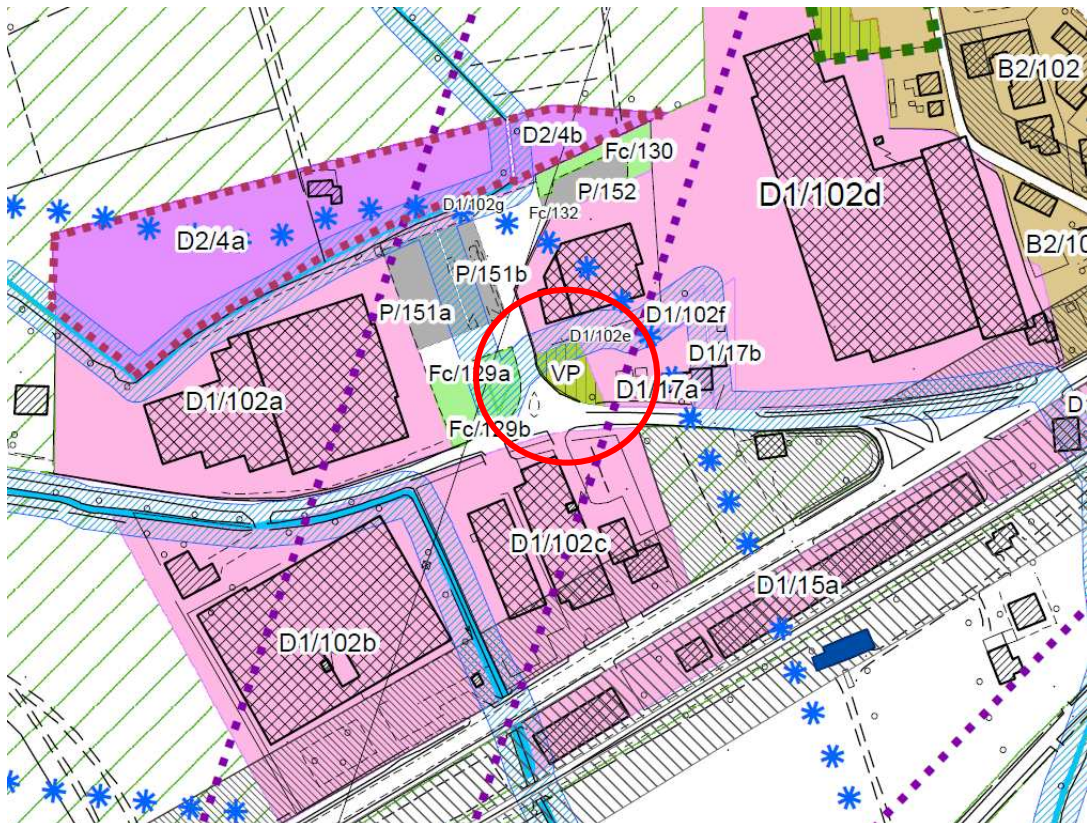 B2/102
D2/4b
Fc/130
P/152
D1/102d
D1/102g
Fc/132
D2/4a
B2/10
P/151b
P/151a
D1/102f
D1/102e
D1/17b
VP
Fc/129a
D1/17a
D1/102a
D
Fc/129b
D1/102c
D1/15a
D1/102b